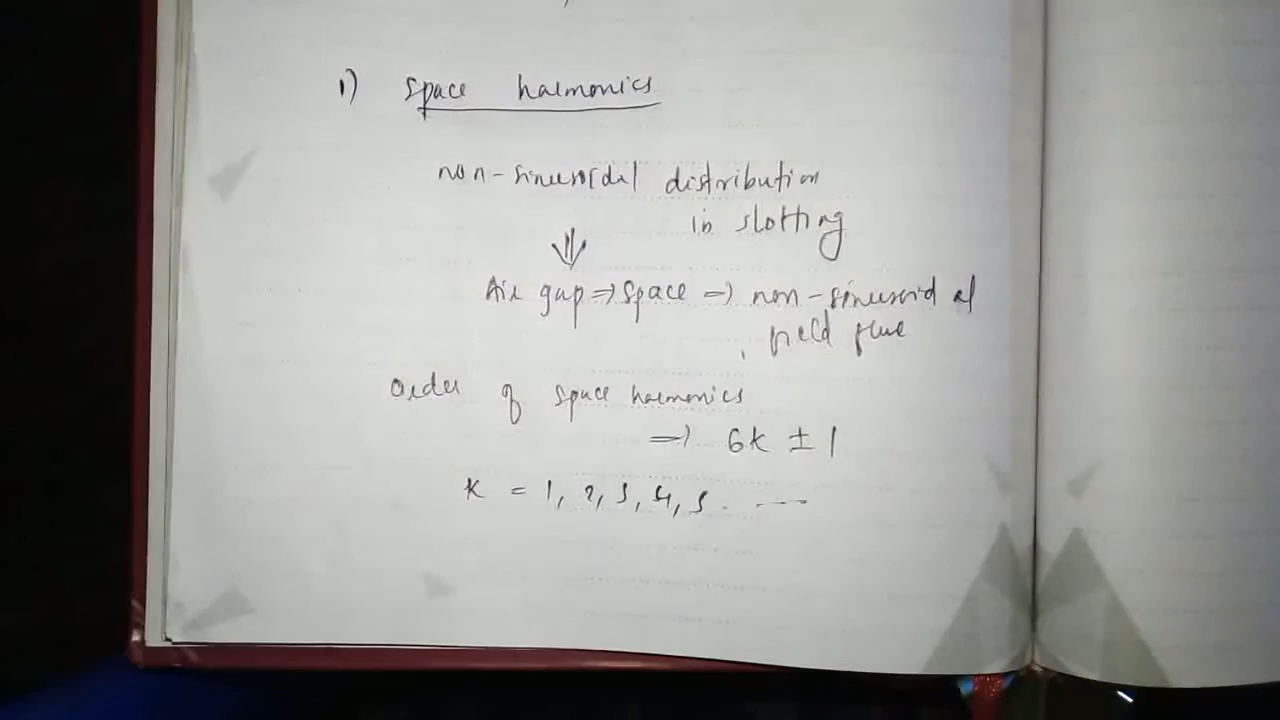 1) Space harmonics
non-sinusoidal distribution
in slotting
⇓
Air gap ⇒ Space ⇒ non-sinusoidal
field flux
Order of space harmonics
⇒ 6k ± 1
K = 1, 2, 3, 4, 5. ----